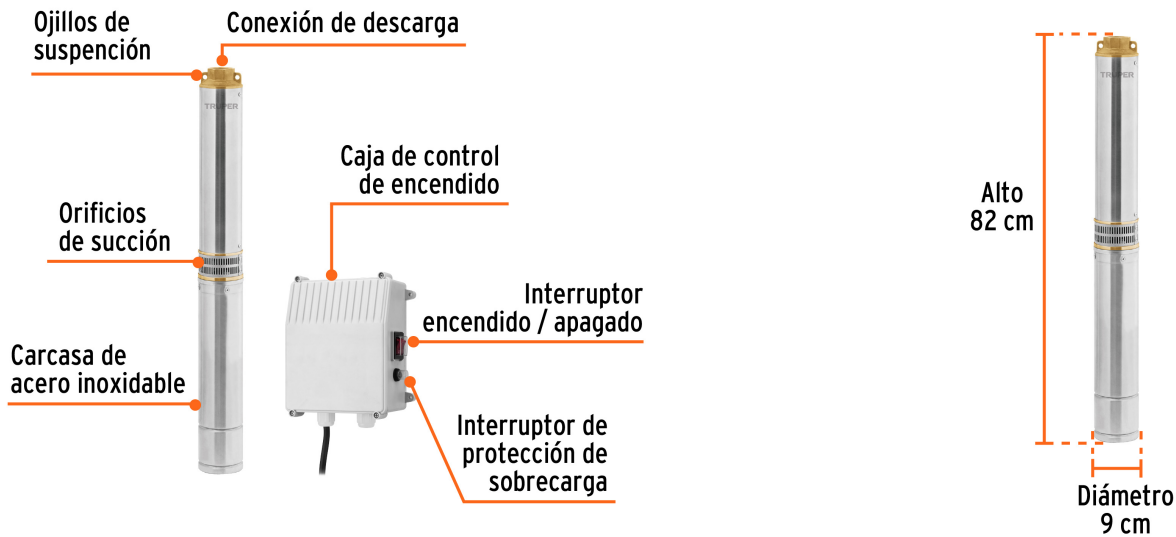 Ojillos de
suspención
Conexión de descarga
TRUPER
Caja de control
de encendido
Orificios
de succión
Interruptor
encendido / apagado
Carcasa de
acero inoxidable
Interruptor de
protección de
sobrecarga
TRUPER
Alto
82 cm
Diámetro
9 cm